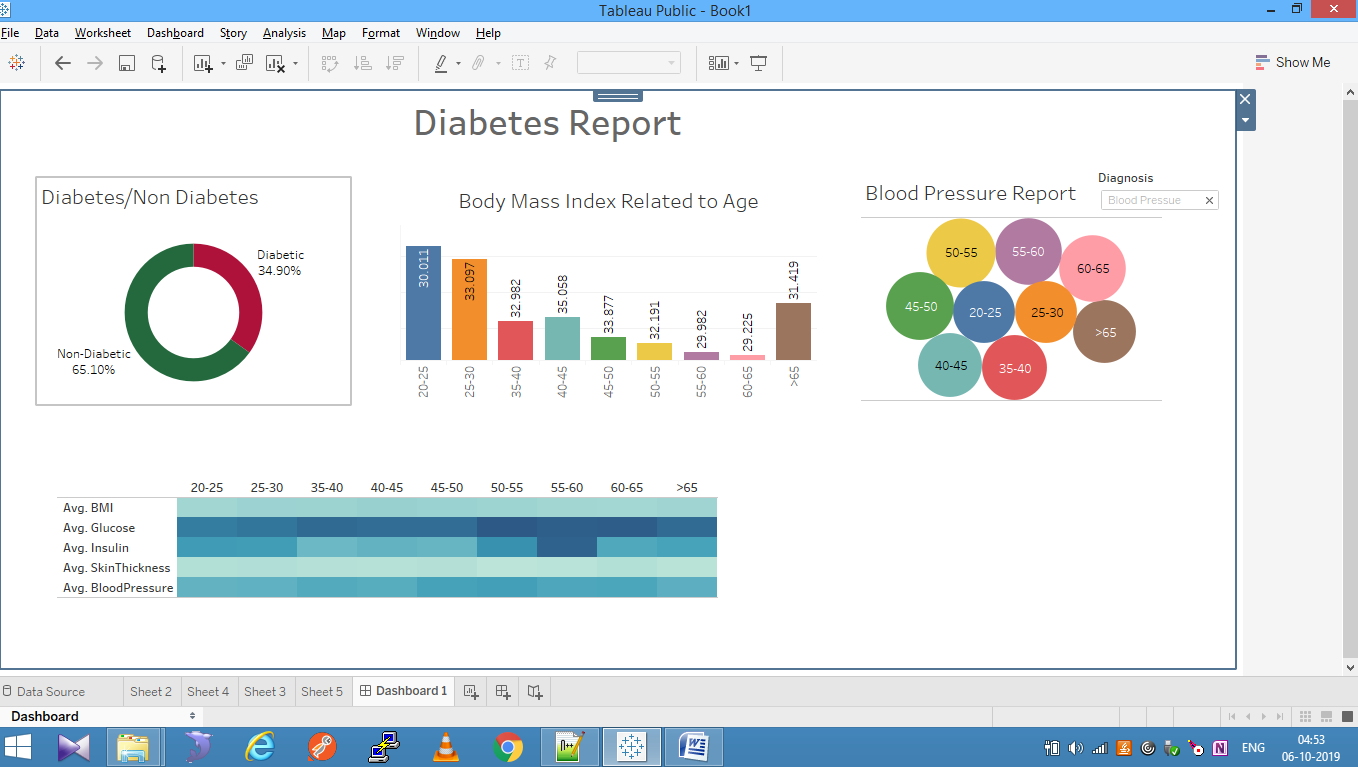 Tableau Public - Book1
File Data Worksheet Dashboard Story Analysis Map Format Window Help
Show Me
Diabetes Report
Diabetes/Non Diabetes
Diabetic
34.90%
Non-Diabetic
65.10%
Body Mass Index Related to Age
30.011 33.097 32.982 35.058 33.877 32.191 29.982 29.225 31.419
20-25 25-30 35-40 40-45 45-50 50-55 55-60 60-65 >65
Blood Pressure Report
Diagnosis
Blood Pressue
50-55 55-60 60-65
45-50 20-25 25-30 >65
40-45 35-40
20-25 25-30 35-40 40-45 45-50 50-55 55-60 60-65 >65
Avg. BMI
Avg. Glucose
Avg. Insulin
Avg. SkinThickness
Avg. BloodPressure
Data Source Sheet 2 Sheet 4 Sheet 3 Sheet 5 Dashboard 1
Dashboard
ENG 04:53
06-10-2019